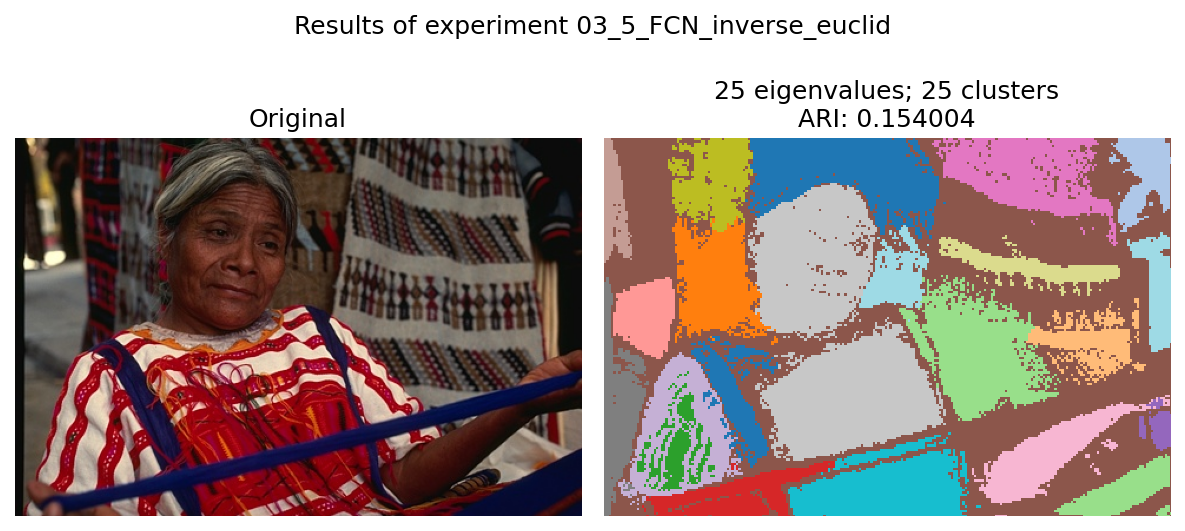 Results of experiment 03_5_FCN_inverse_euclid
Original
25 eigenvalues; 25 clusters
ARI: 0.154004